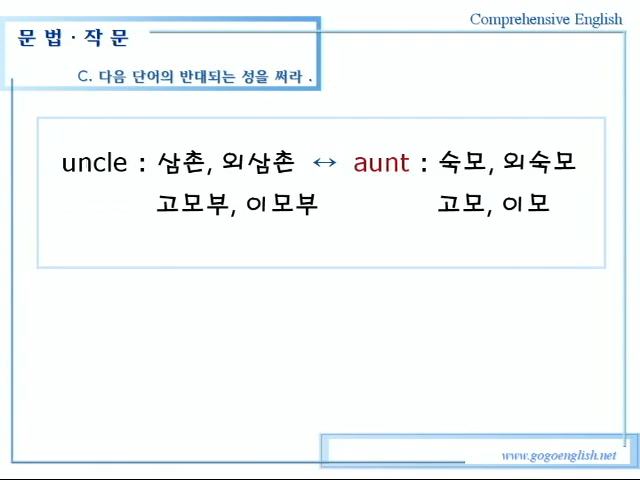 Comprehensive English
문 법 · 작 문
C. 다음 단어의 반대되는 성을 써라 .
uncle : 삼촌, 외삼촌 ↔ aunt : 숙모, 외숙모
고모부, 이모부 고모, 이모
www.gogoenglish.net